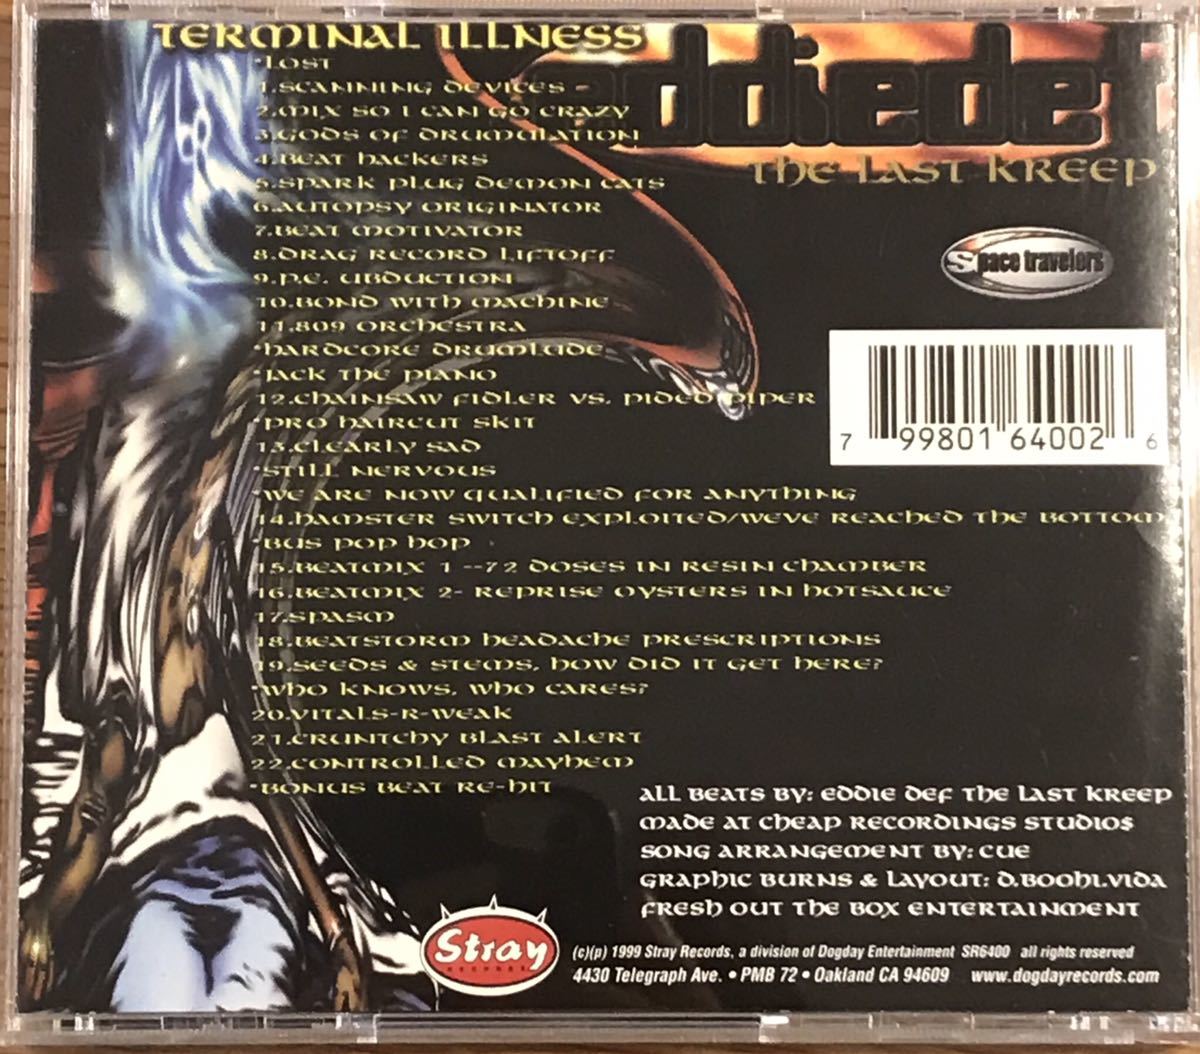 TERMINAL ILLNESS
eddiedef
THE LAST KREEP
*LOST
1.SCANNING DEVICES
2.MIX SO I CAN GO CRAZY
3.GODS OF DRUMULATION
4.BEAT HACKERS
5.SPARK PLUG DEMON CATS
6.AUTOPSY ORIGINATOR
7.BEAT MOTIVATOR
8.DRAG RECORD LIFTOFF
9.P.E. UBDUCTION
10.BOND WITH MACHINE
11.809 ORCHESTRA
*HARDCORE DRUMLUDE
*JACK THE PIANO
12.CHAINSAW FIDLER VS. PIDED PIPER
*PRO HAIRCUT SKIT
13.CLEARLY SAD
*STILL NERVOUS
*WE ARE NOW QUALIFIED FOR ANYTHING
14.HAMSTER SWITCH EXPLOITED/WEVE REACHED THE BOTTOM
*BUS POP HOP
15.BEATMIX 1 --72 DOSES IN RESIN CHAMBER
16.BEATMIX 2- REPRISE OYSTERS IN HOTSAUCE
17.SPASM
18.BEATSTORM HEADACHE PRESCRIPTIONS
19.SEEDS & STEMS, HOW DID IT GET HERE?
*WHO KNOWS, WHO CARES?
20.VITALS-R-WEAK
21.CRUNTCHY BLAST ALERT
22.CONTROLLED MAYHEM
*BONUS BEAT RE-HIT
Space travelers
7 99801 64002 6
ALL BEATS BY: EDDIE DEF THE LAST KREEP
MADE AT CHEAP RECORDINGS STUDIO$
SONG ARRANGEMENT BY: CUE
GRAPHIC BURNS & LAYOUT: D.BOOHI.VIDA
FRESH OUT THE BOX ENTERTAINMENT
Stray
RECORDS
(c)(p) 1999 Stray Records, a division of Dogday Entertainment SR6400 all rights reserved
4430 Telegraph Ave. • PMB 72 • Oakland CA 94609 www.dogdayrecords.com